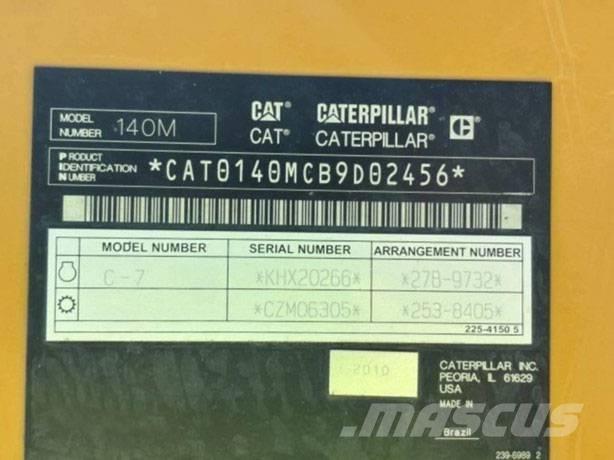 MODEL NUMBER 140M
CAT® CATERPILLAR®
CAT® CATERPILLAR® C
PRODUCT IDENTIFICATION NUMBER *CAT0140MCB9D02456*
MODEL NUMBER SERIAL NUMBER ARRANGEMENT NUMBER
C-7 *KHX20266* *278-9732*
*CZM06305* *253-8405*
225-4150 5
2010
CATERPILLAR INC.
PEORIA, IL 61629
USA
MADE IN
Brazil
239-6989 2
MASCUS